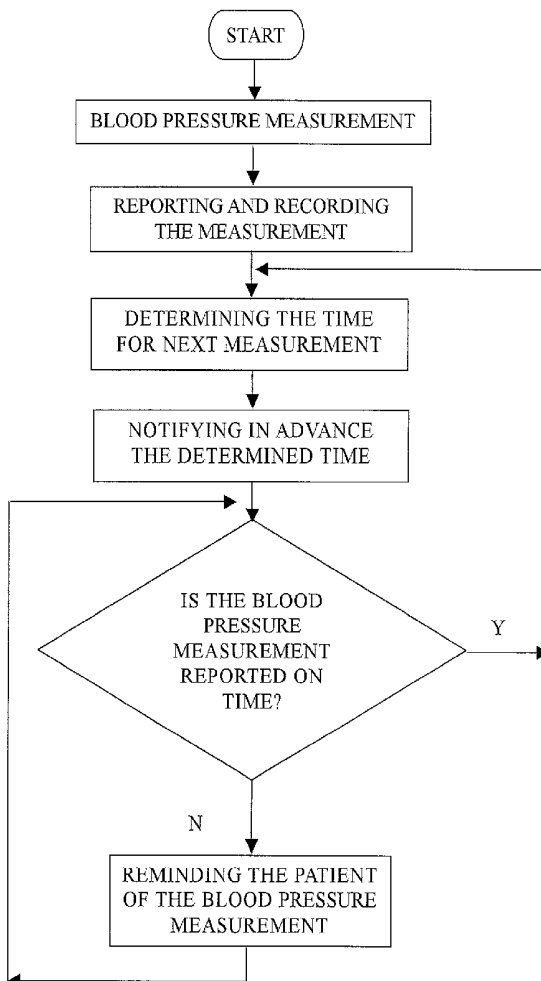 START
BLOOD PRESSURE MEASUREMENT
REPORTING AND RECORDING
THE MEASUREMENT
DETERMINING THE TIME
FOR NEXT MEASUREMENT
NOTIFYING IN ADVANCE
THE DETERMINED TIME
IS THE BLOOD
PRESSURE
MEASUREMENT
REPORTED ON
TIME?
Y
N
REMINDING THE PATIENT
OF THE BLOOD PRESSURE
MEASUREMENT